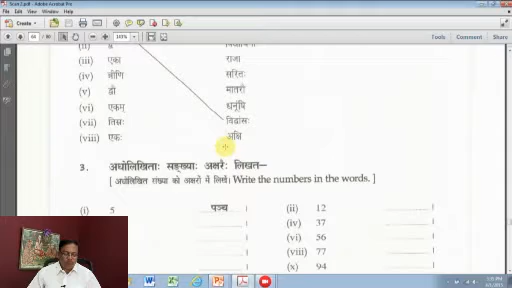 Scan2.pdf - Adobe Acrobat Pro
File Edit View Window Help
Create
Tools Comment Share
(iii) एका राजा
(iv) त्रीणि सरितः
(v) द्वौ मातरौ
(vi) एकम् धनूंषि
(vii) तिस्रः विद्वांसः
(viii) एकः अक्षि
3. अधोलिखिताः सङ्ख्याः अक्षरैः लिखत—
[ अधोलिखित संख्या को अक्षरों में लिखें | Write the numbers in the words. ]
(i) 5 पञ्च । (ii) 12 ।
(iv) 37 ।
(vi) 56 ।
(viii) 77 ।
(x) 94 ।